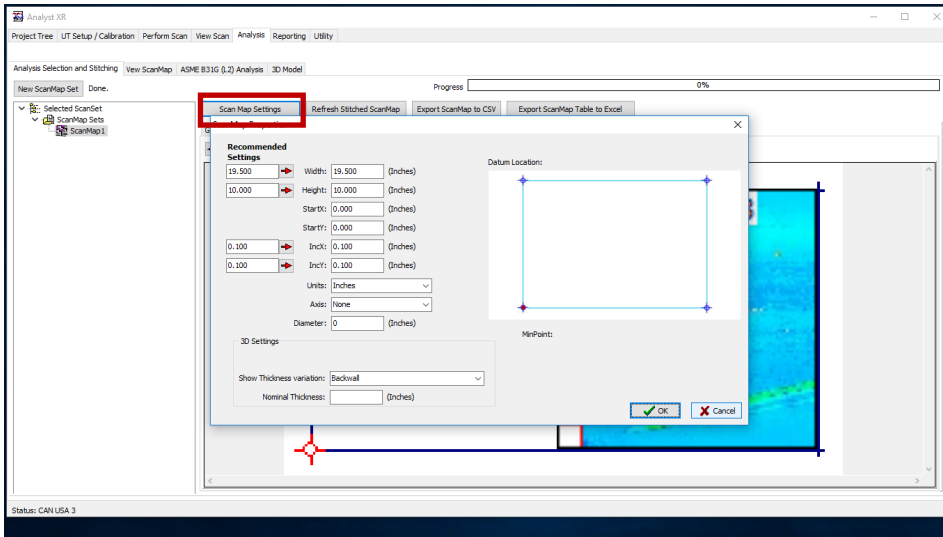 Analyst XR
Project Tree UT Setup / Calibration Perform Scan View Scan Analysis Reporting Utility
Analysis Selection and Stitching Vew ScanMap ASME B31G (L2) Analysis 3D Model
New ScanMap Set Done. Progress 0%
Selected ScanSet
ScanMap Sets
ScanMap1
Scan Map Settings Refresh Stitched ScanMap Export ScanMap to CSV Export ScanMap Table to Excel
Recommended
Settings
Datum Location:
19.500 Width: 19.500 (Inches)
10.000 Height: 10.000 (Inches)
StartX: 0.000 (Inches)
StartY: 0.000 (Inches)
0.100 IncX: 0.100 (Inches)
0.100 IncY: 0.100 (Inches)
Units: Inches
Axis: None
Diameter: 0 (Inches)
MinPoint:
3D Settings
Show Thickness variation: Backwall
Nominal Thickness: (Inches)
OK Cancel
Status: CAN USA 3